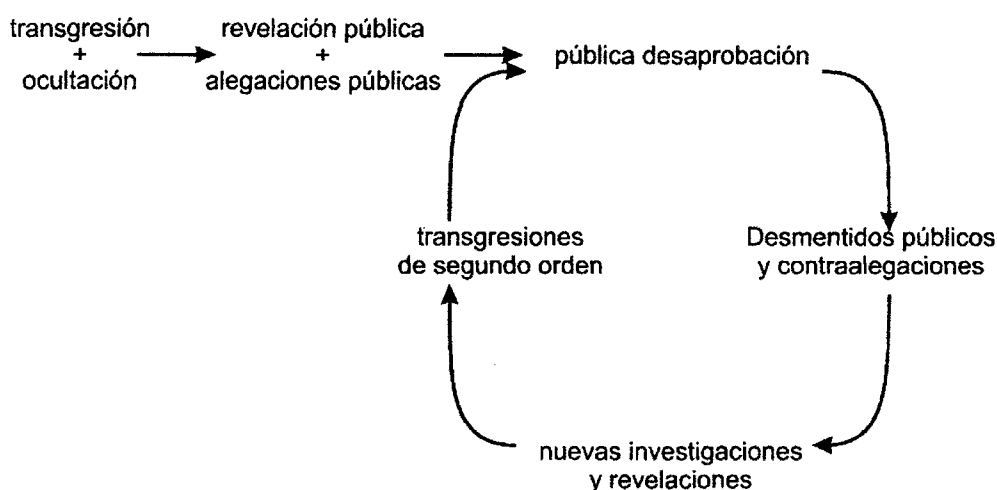 transgresión
+
ocultación
revelación pública
+
alegaciones públicas
pública desaprobación
transgresiones
de segundo orden
Desmentidos públicos
y contraalegaciones
nuevas investigaciones
y revelaciones